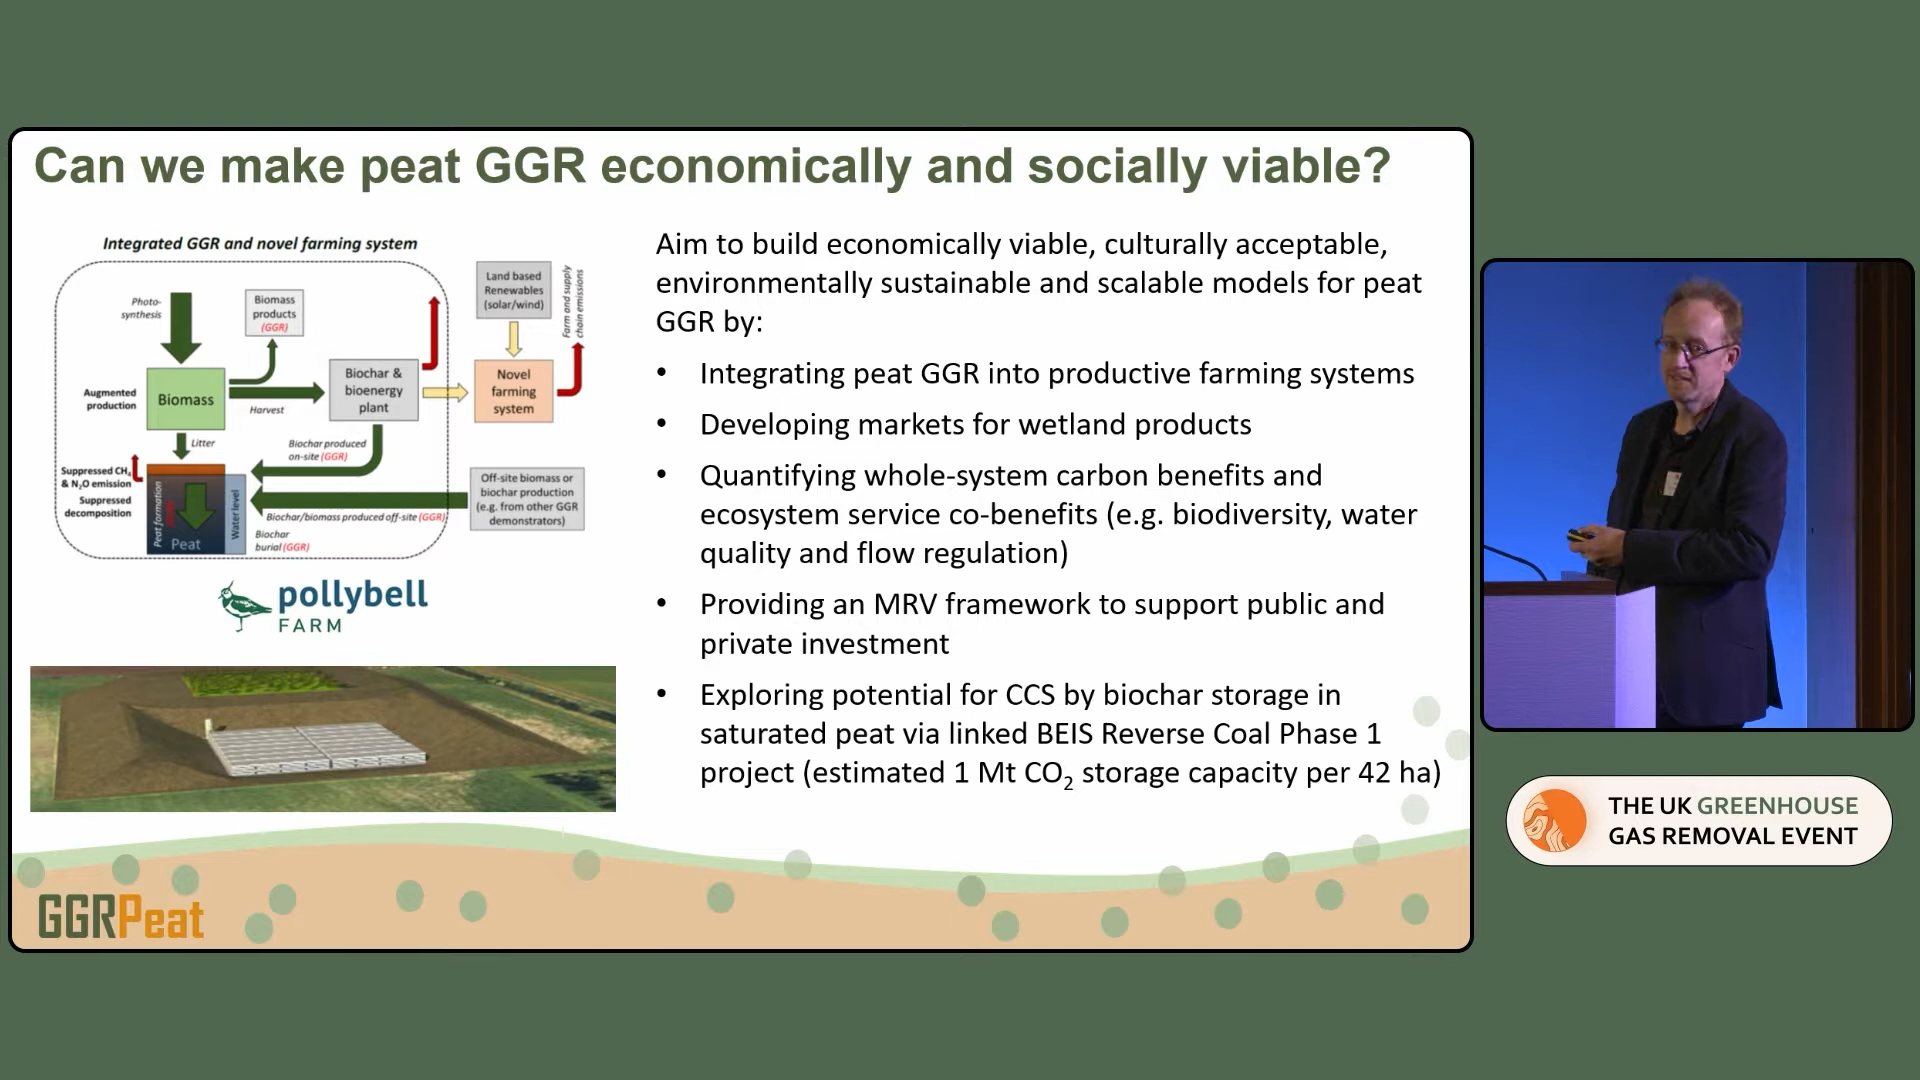 Can we make peat GGR economically and socially viable?
Integrated GGR and novel farming system
Photo-
synthesis
Biomass
products
(GGR)
Land based
Renewables
(solar/wind)
Farm and supply
chain emissions
Augmented
production
Biomass
Harvest
Biochar &
bioenergy
plant
Novel
farming
system
Litter
Biochar produced
on-site (GGR)
Suppressed CH4
& N2O emission
Suppressed
decomposition
Peat formation
Peat
Water level
Off-site biomass or
biochar production
(e.g. from other GGR
demonstrators)
Biochar/biomass produced off-site (GGR)
Biochar
burial (GGR)
pollybell
FARM
Aim to build economically viable, culturally acceptable,
environmentally sustainable and scalable models for peat
GGR by:
• Integrating peat GGR into productive farming systems
• Developing markets for wetland products
• Quantifying whole-system carbon benefits and
ecosystem service co-benefits (e.g. biodiversity, water
quality and flow regulation)
• Providing an MRV framework to support public and
private investment
• Exploring potential for CCS by biochar storage in
saturated peat via linked BEIS Reverse Coal Phase 1
project (estimated 1 Mt CO2 storage capacity per 42 ha)
GGRPeat
THE UK GREENHOUSE
GAS REMOVAL EVENT